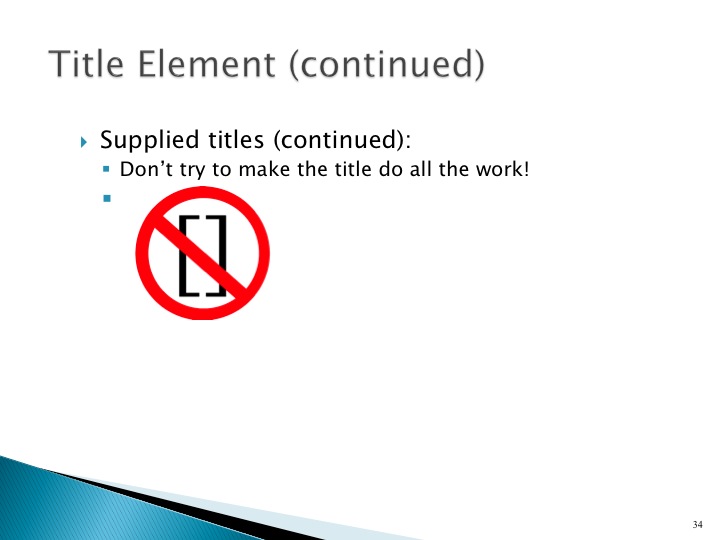 Title Element (continued)
Supplied titles (continued):
Don’t try to make the title do all the work!
[]
34